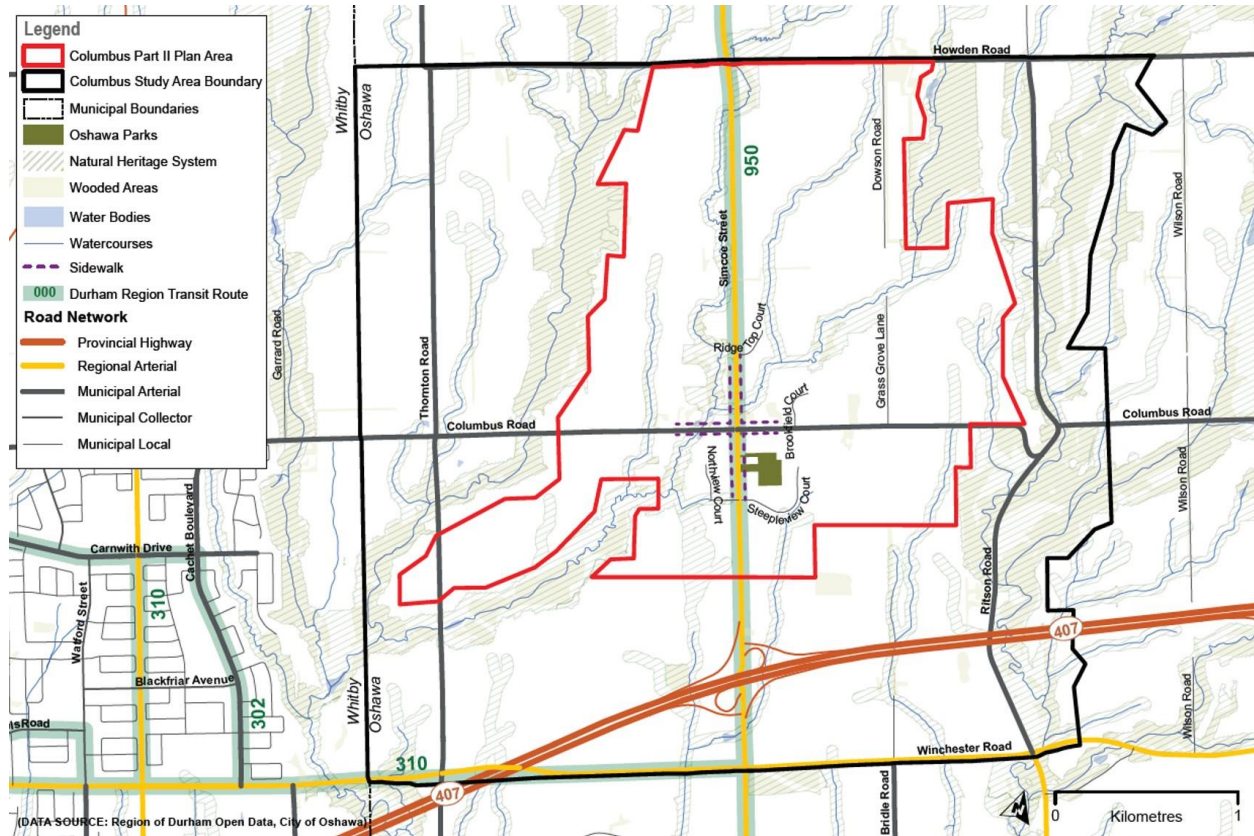 Legend
Columbus Part II Plan Area
Columbus Study Area Boundary
Municipal Boundaries
Oshawa Parks
Natural Heritage System
Wooded Areas
Water Bodies
Watercourses
Sidewalk
000 Durham Region Transit Route
Road Network
Provincial Highway
Regional Arterial
Municipal Arterial
Municipal Collector
Municipal Local
Howden Road
Whitby
Oshawa
950
Dowson Road
Wilson Road
Simcoe Street
Garrard Road
Thornton Road
Ridge Top Court
Grass Grove Lane
Columbus Road
Columbus Road
Brookfield Court
Northview Court
Steepleview Court
Wilson Road
Carnwith Drive
Cachet Boulevard
310
Watford Street
Ritson Road
407
Blackfriar Avenue
302
Whitby
Oshawa
Wilson Road
lsRoad
310
Winchester Road
407
Bridle Road
0 1
Kilometres
N
(DATA SOURCE: Region of Durham Open Data, City of Oshawa)